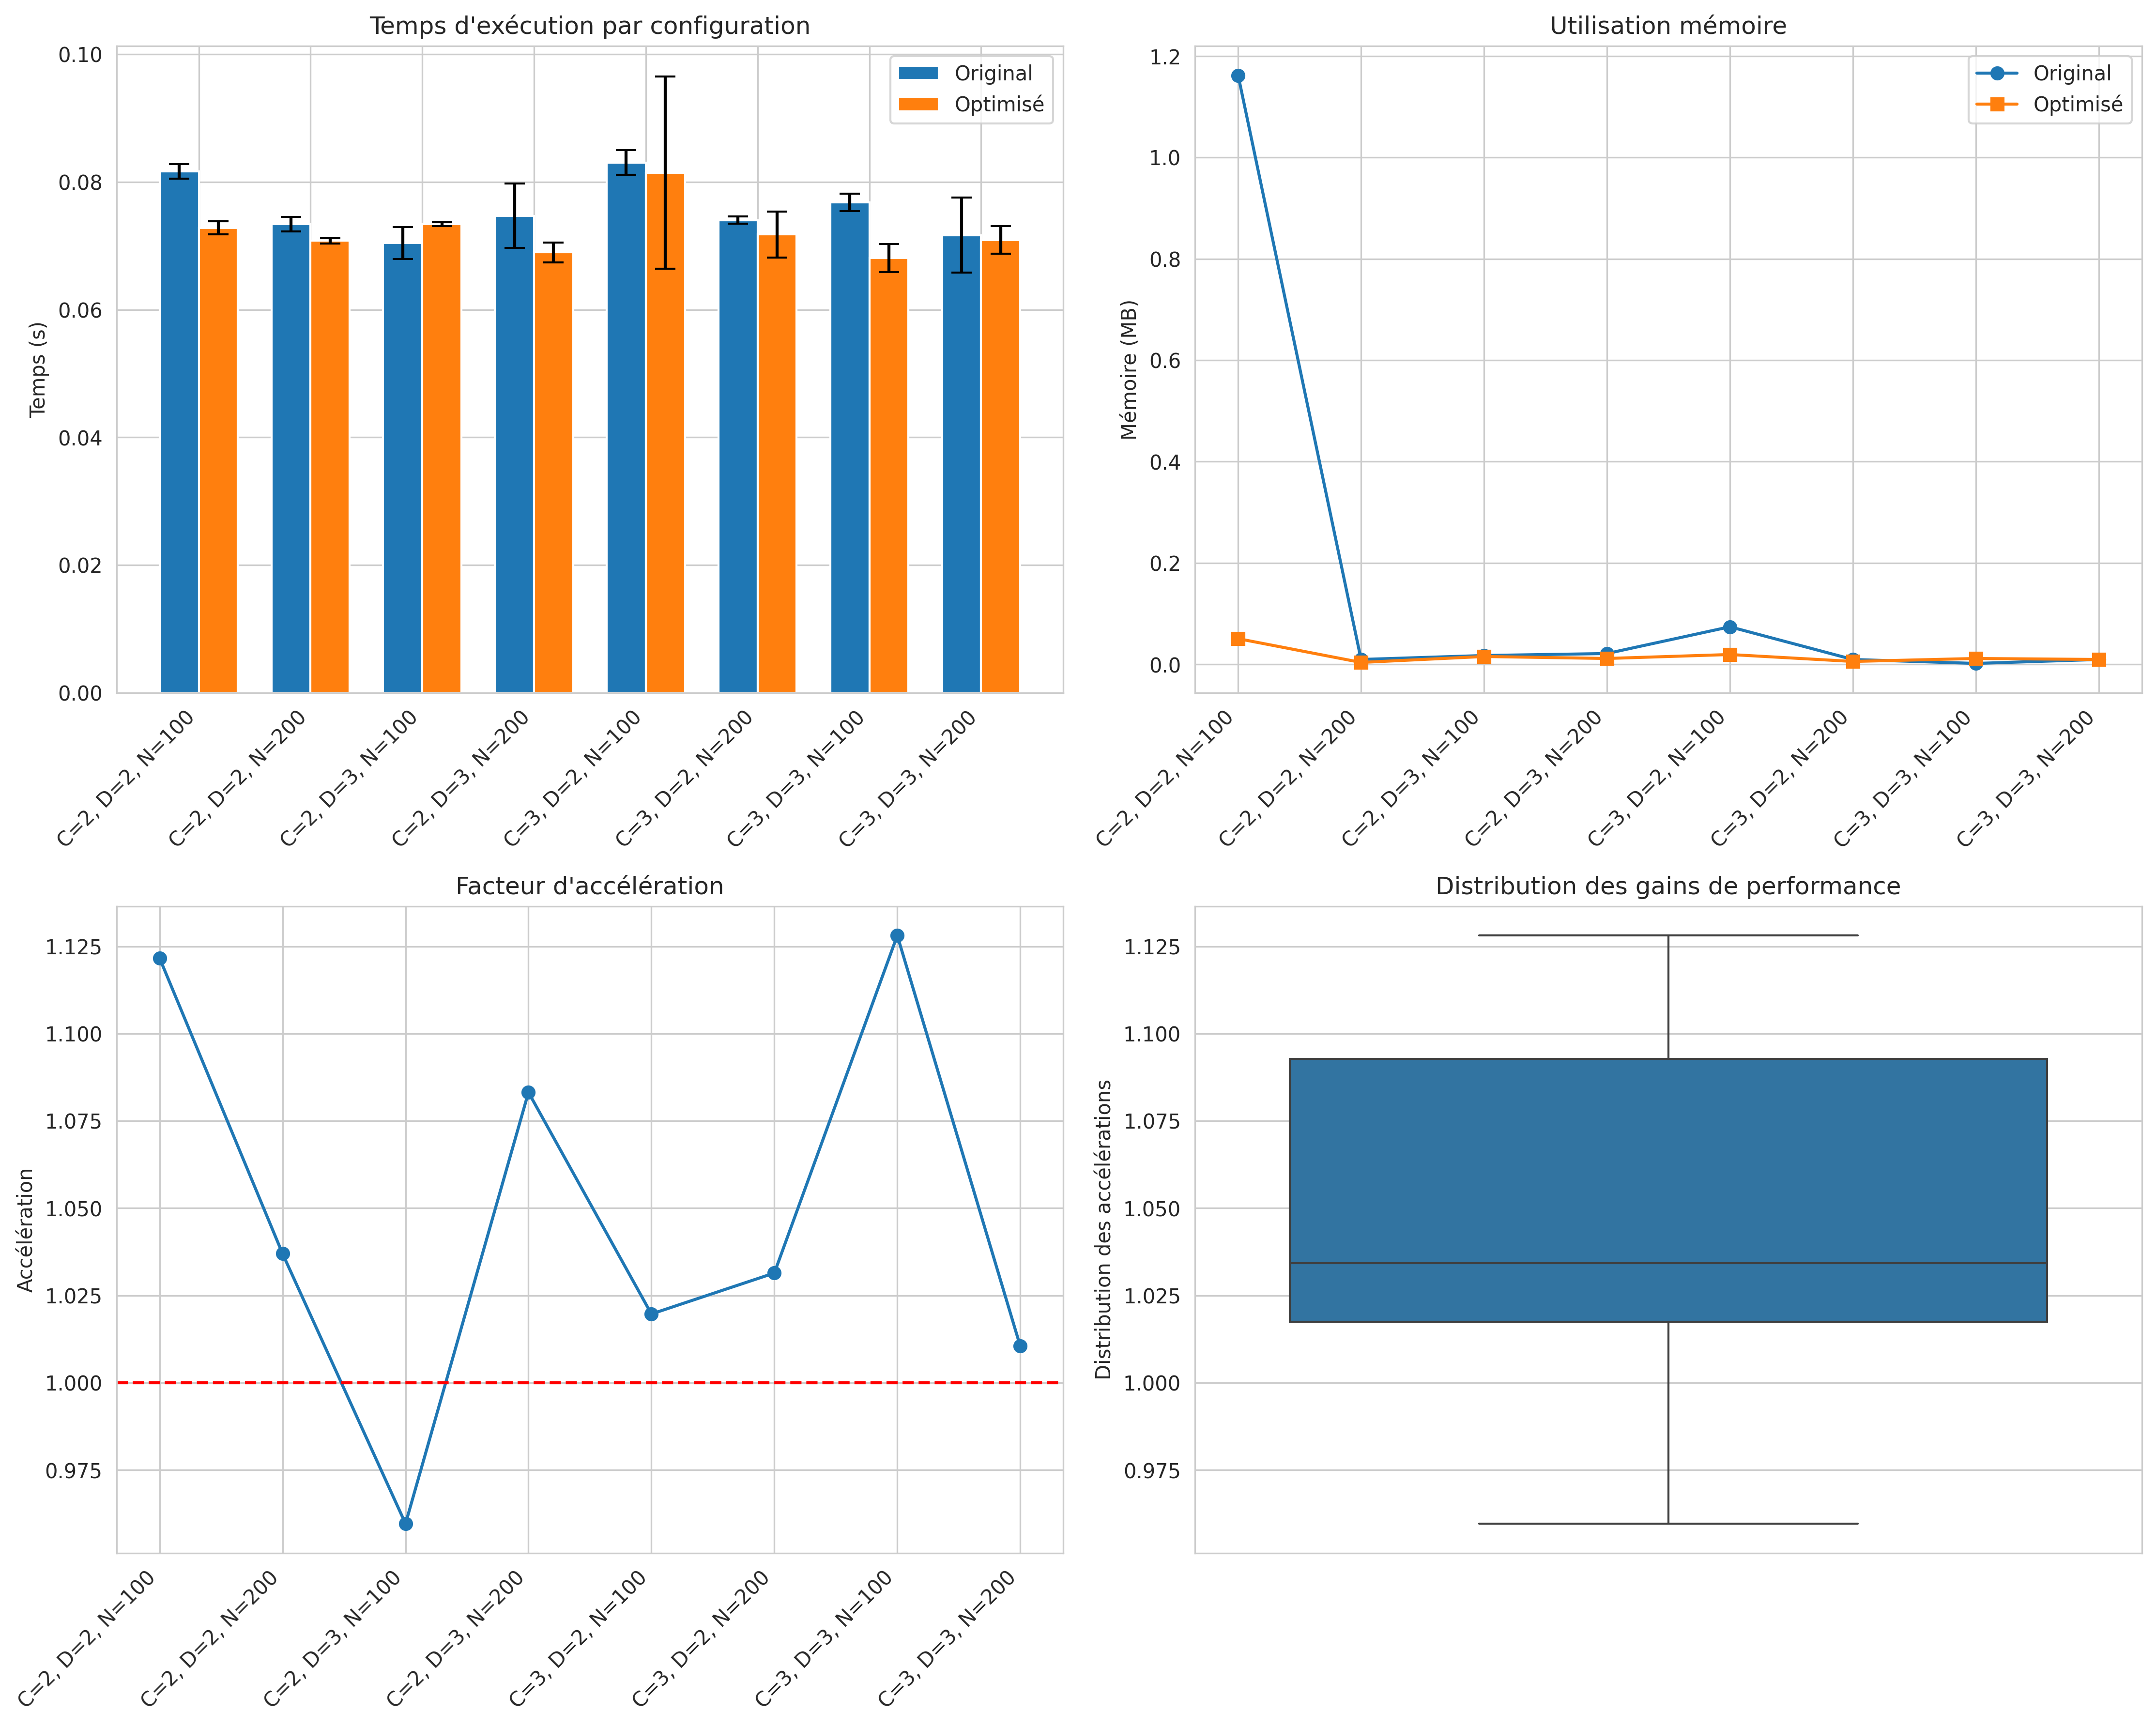 Temps d'exécution par configuration
0.10
0.08
0.06
0.04
0.02
0.00
Temps (s)
Original
Optimisé
C=2, D=2, N=100
C=2, D=2, N=200
C=2, D=3, N=100
C=2, D=3, N=200
C=3, D=2, N=100
C=3, D=2, N=200
C=3, D=3, N=100
C=3, D=3, N=200
Utilisation mémoire
1.2
1.0
0.8
0.6
0.4
0.2
0.0
Mémoire (MB)
Original
Optimisé
C=2, D=2, N=100
C=2, D=2, N=200
C=2, D=3, N=100
C=2, D=3, N=200
C=3, D=2, N=100
C=3, D=2, N=200
C=3, D=3, N=100
C=3, D=3, N=200
Facteur d'accélération
1.125
1.100
1.075
1.050
1.025
1.000
0.975
Accélération
C=2, D=2, N=100
C=2, D=2, N=200
C=2, D=3, N=100
C=2, D=3, N=200
C=3, D=2, N=100
C=3, D=2, N=200
C=3, D=3, N=100
C=3, D=3, N=200
Distribution des gains de performance
1.125
1.100
1.075
1.050
1.025
1.000
0.975
Distribution des accélérations